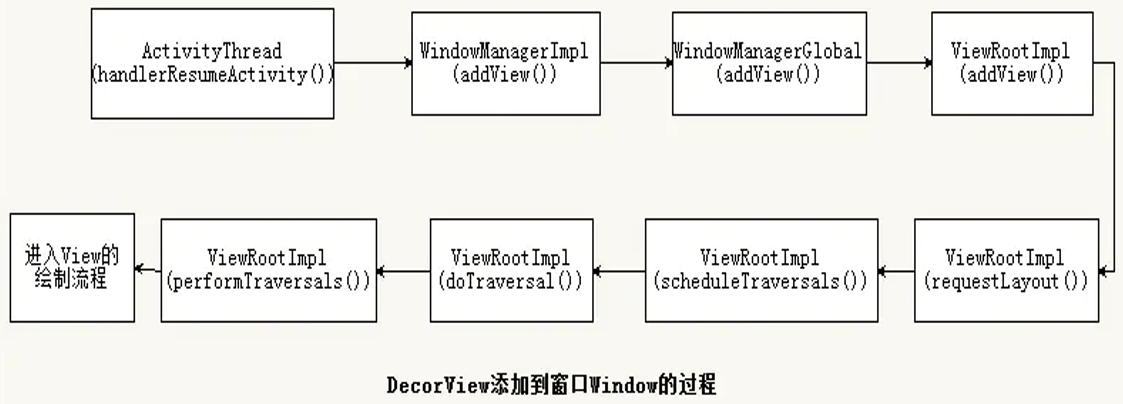 ActivityThread
(handlerResumeActivity())
WindowManagerImpl
(addView())
WindowManagerGlobal
(addView())
ViewRootImpl
(addView())
ViewRootImpl
(requestLayout())
ViewRootImpl
(scheduleTraversals())
ViewRootImpl
(doTraversal())
ViewRootImpl
(performTraversals())
进入View的
绘制流程
DecorView添加到窗口Window的过程